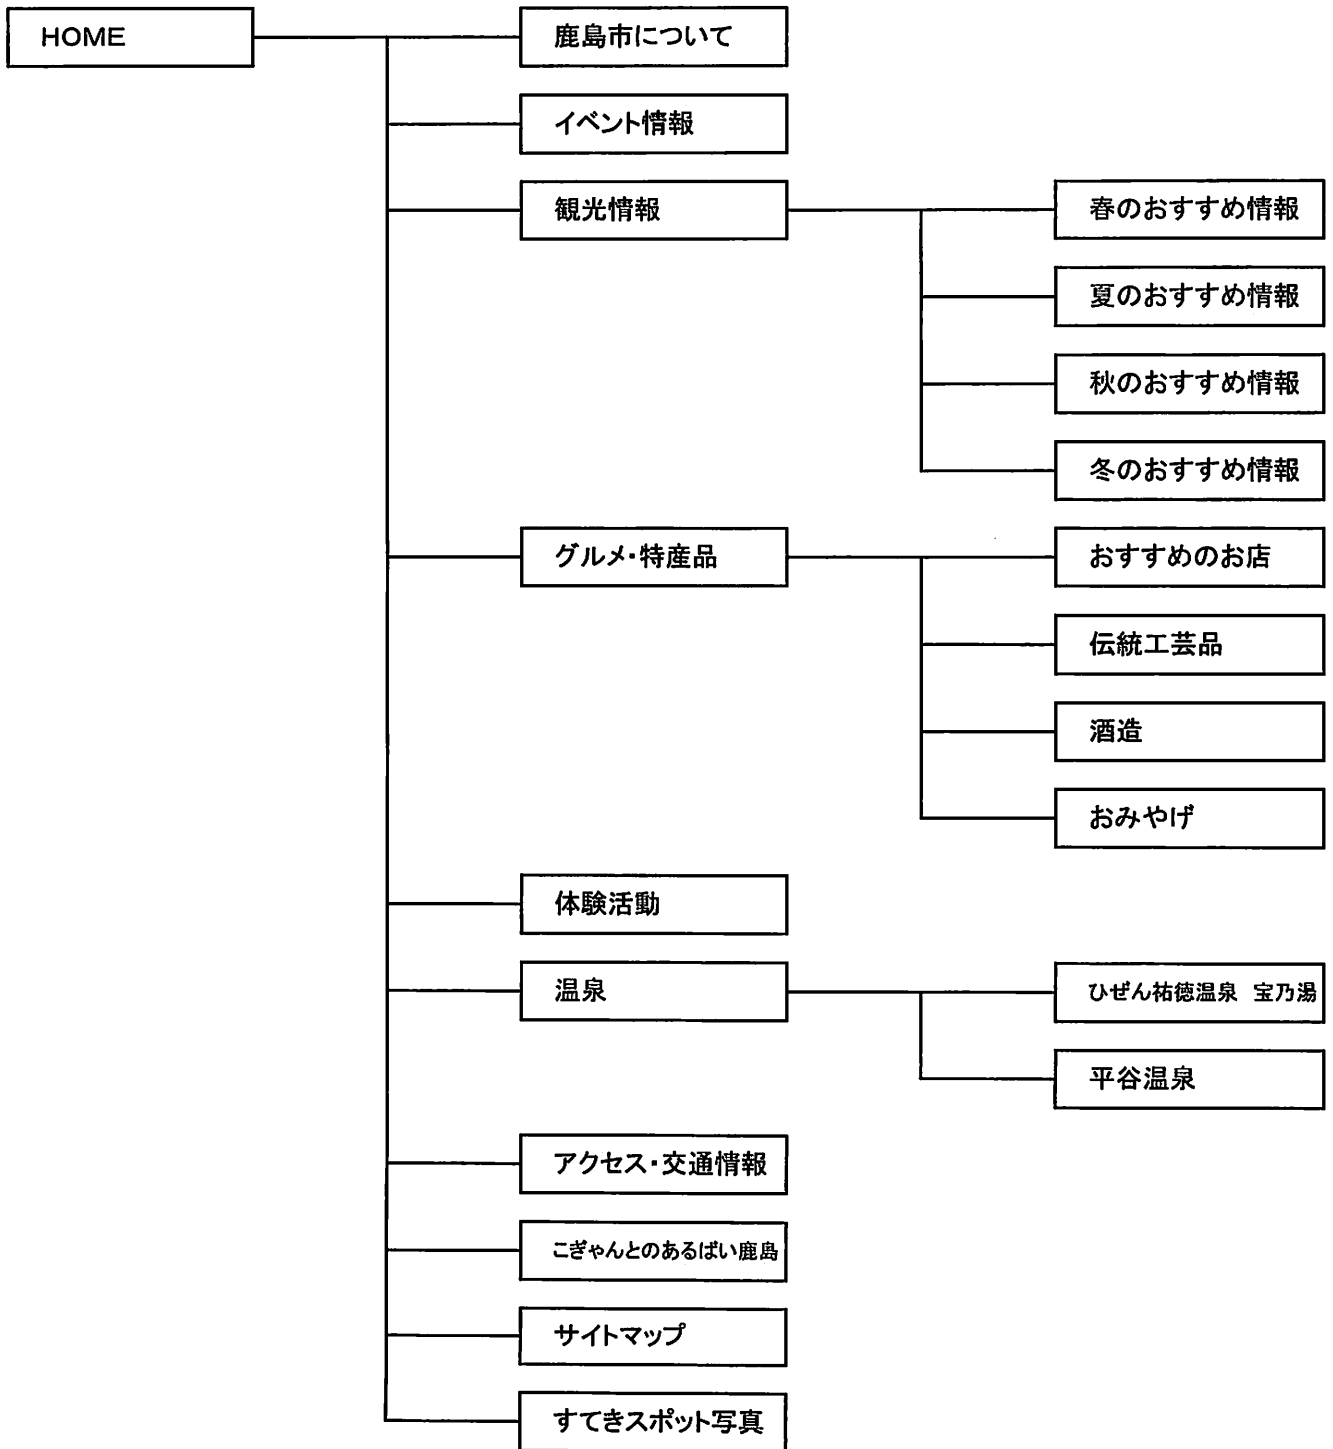 HOME
鹿島市について
イベント情報
観光情報
春のおすすめ情報
夏のおすすめ情報
秋のおすすめ情報
冬のおすすめ情報
グルメ・特産品
おすすめのお店
伝統工芸品
酒造
おみやげ
体験活動
温泉
ひぜん祐徳温泉 宝乃湯
平谷温泉
アクセス・交通情報
こぎゃんとのあるばい鹿島
サイトマップ
すてきスポット写真